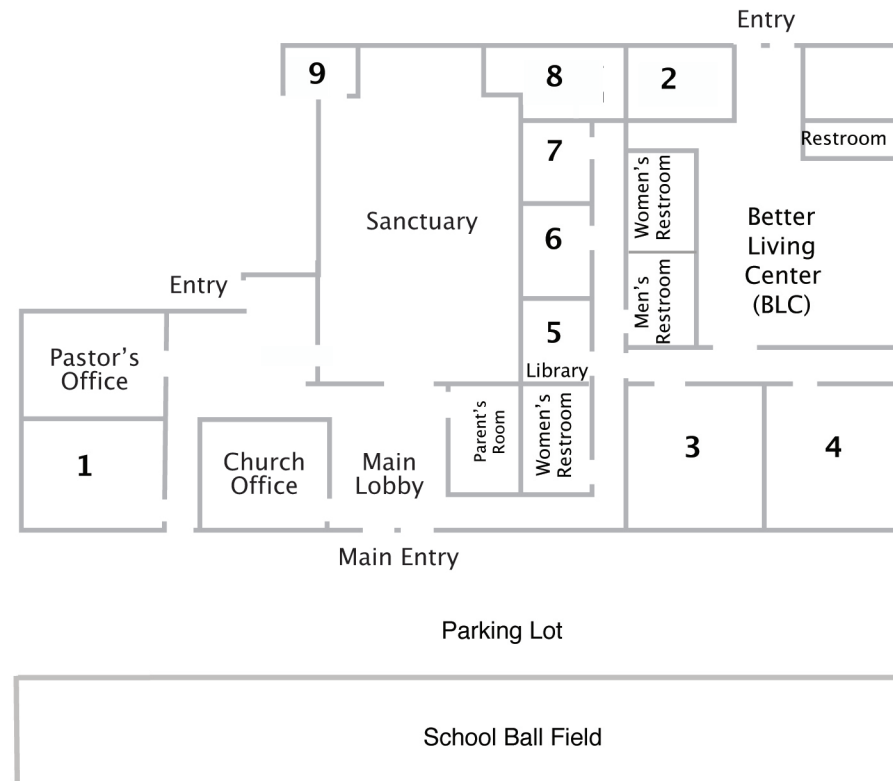 Entry
9
8
2
7
Restroom
Women's
Restroom
Sanctuary
6
Better
Living
Center
(BLC)
Entry
Men's
Restroom
5
Library
Pastor's
Office
Parent's
Room
Women's
Restroom
1
Church
Office
Main
Lobby
3
4
Main Entry
Parking Lot
School Ball Field